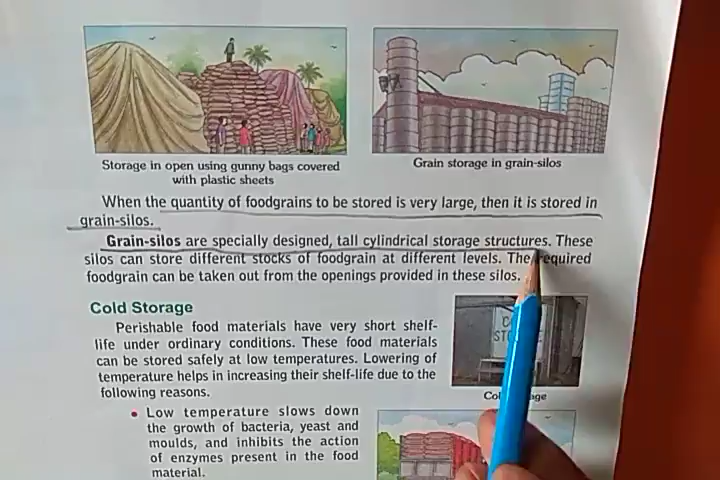 Storage in open using gunny bags covered
with plastic sheets
Grain storage in grain-silos
When the quantity of foodgrains to be stored is very large, then it is stored in
grain-silos.
Grain-silos are specially designed, tall cylindrical storage structures. These
silos can store different stocks of foodgrain at different levels. The required
foodgrain can be taken out from the openings provided in these silos.
Cold Storage
Perishable food materials have very short shelf-
life under ordinary conditions. These food materials
can be stored safely at low temperatures. Lowering of
temperature helps in increasing their shelf-life due to the
following reasons.
• Low temperature slows down
the growth of bacteria, yeast and
moulds, and inhibits the action
of enzymes present in the food
material.